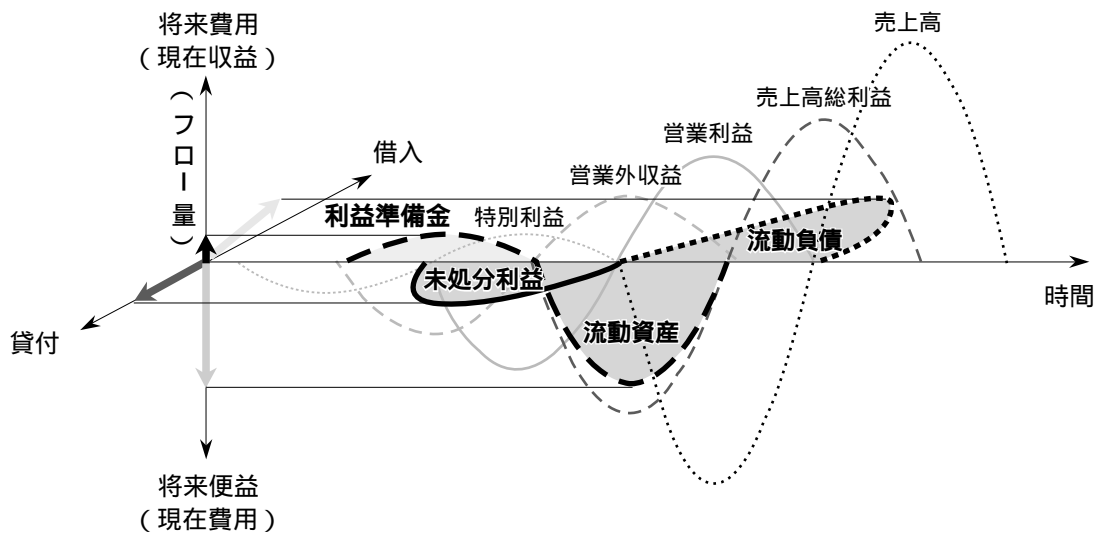 売上高
将来費用
(現在収益)
売上高総利益
(フロー量)
営業利益
借入
営業外収益
利益準備金
特別利益
流動負債
未処分利益
時間
流動資産
貸付
将来便益
(現在費用)